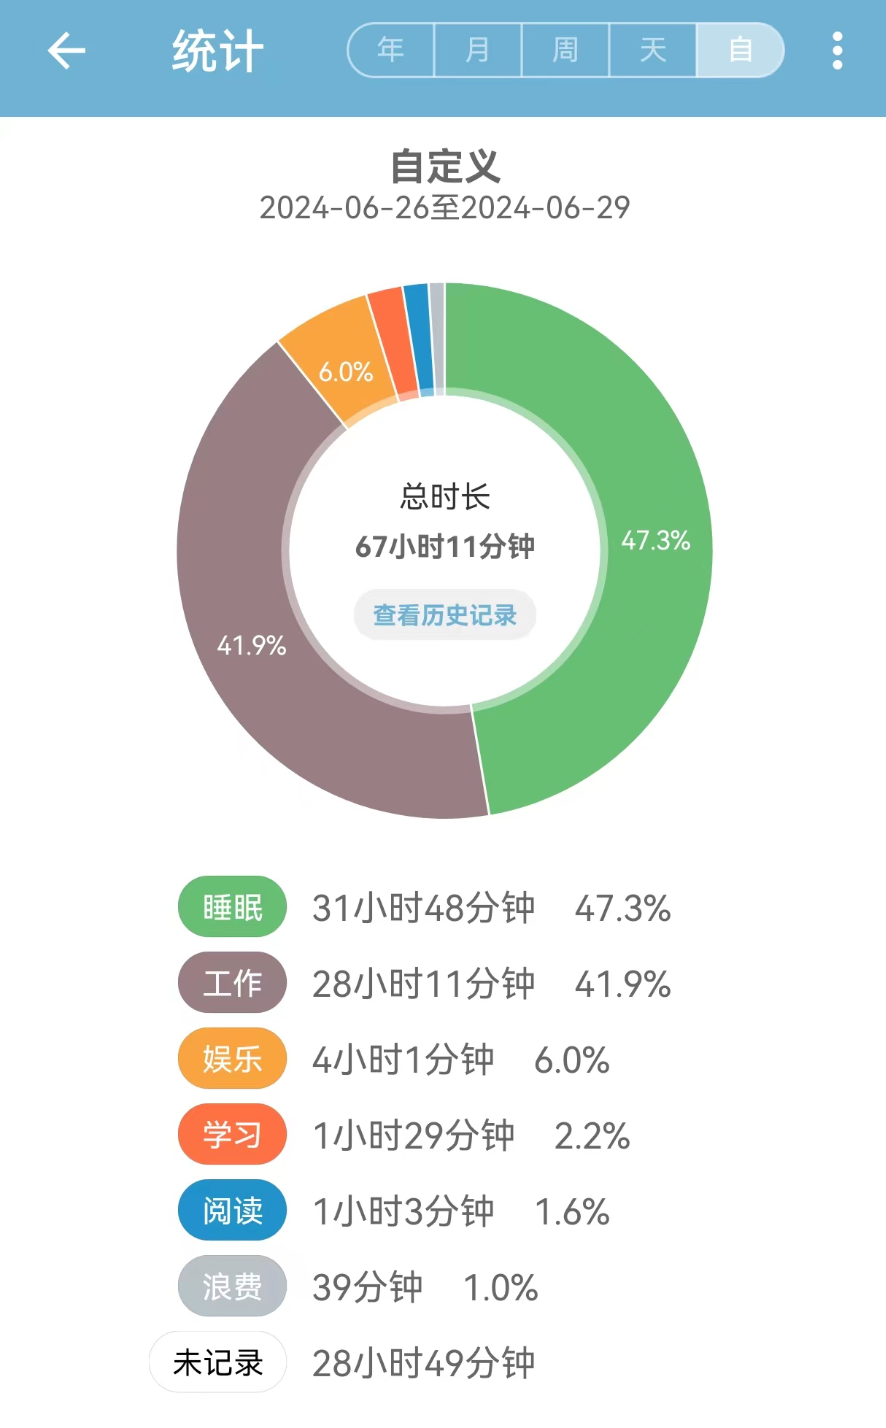 统计 年 月 周 天 自
自定义
2024-06-26至2024-06-29
6.0%
47.3%
41.9%
总时长
67小时11分钟
查看历史记录
睡眠 31小时48分钟 47.3%
工作 28小时11分钟 41.9%
娱乐 4小时1分钟 6.0%
学习 1小时29分钟 2.2%
阅读 1小时3分钟 1.6%
浪费 39分钟 1.0%
未记录 28小时49分钟